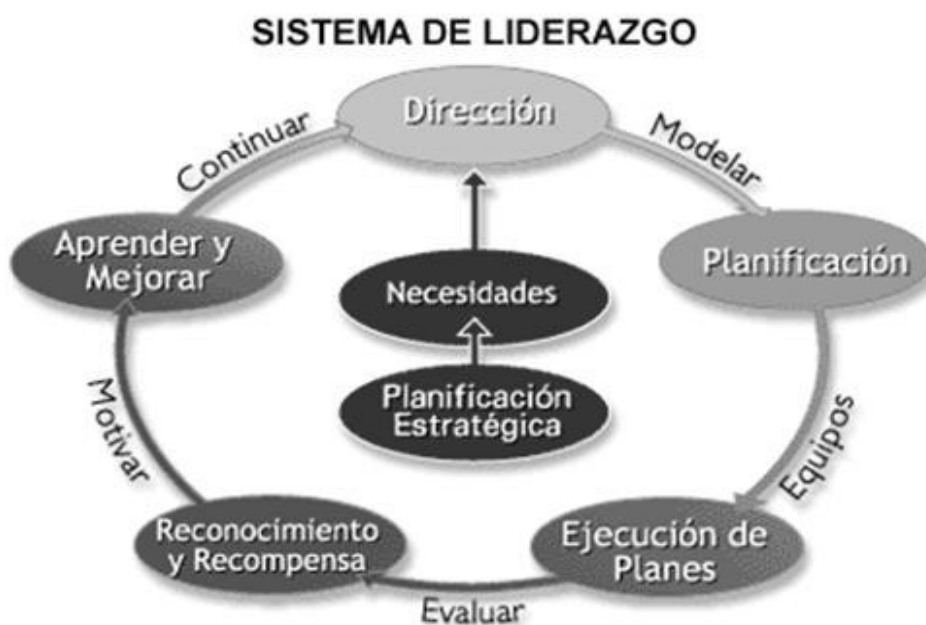 SISTEMA DE LIDERAZGO
Dirección
Continuar
Modelar
Aprender y
Mejorar
Planificación
Necesidades
Planificación
Estratégica
Motivar
Equipos
Reconocimiento
y Recompensa
Ejecución de
Planes
Evaluar